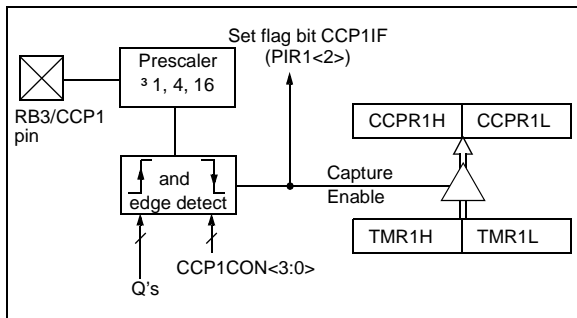 Set flag bit CCP1IF
(PIR1<2>)
Prescaler
³ 1, 4, 16
RB3/CCP1
pin
CCPR1H
CCPR1L
and
edge detect
Capture
Enable
TMR1H
TMR1L
CCP1CON<3:0>
Q's